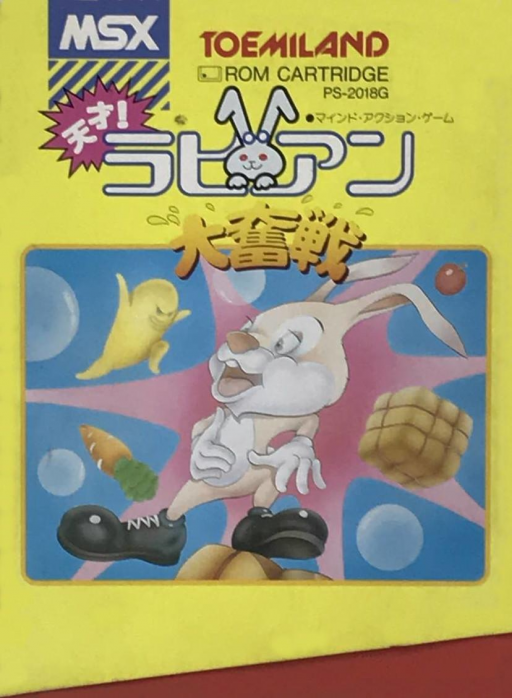 MSX
TOEMILAND
ROM CARTRIDGE
PS-2018G
●マインド・アクション・ゲーム
天才!
ラビアン
大奮戦